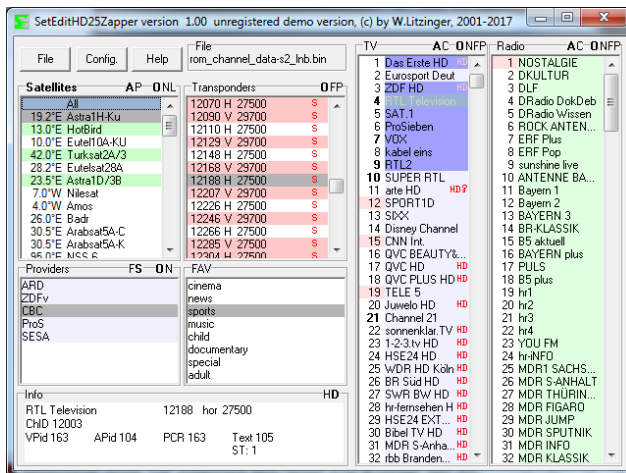 SetEditHD25Zapper version 1.00 unregistered demo version, (c) by W.Litzinger, 2001-2017
File
Config.
Help
File
rom_channel_data-s2_lnb.bin
Satellites AP ONL
All
19.2°E Astra1H-Ku
13.0°E HotBird
10.0°E Eutel10A-KU
42.0°E Turksat2A/3
28.2°E Eutelsat28A
23.5°E Astra1D/3B
7.0°W Nilesat
4.0°W Amos
26.0°E Badr
30.5°E Arabsat5A-C
30.5°E Arabsat5A-K
95.0°E NSS 6
Transponders OFP
12070 H 27500 S
12090 V 29700 S
12110 H 27500 S
12129 V 29700 S
12148 H 27500 S
12168 V 29700 S
12188 H 27500 S
12207 V 29700 S
12226 H 27500 S
12246 V 29700 S
12266 H 27500 S
12285 V 27500 S
12304 H 27500 S
Providers FS ON
ARD
ZDFv
CBC
ProS
SESA
FAV
cinema
news
sports
music
child
documentary
special
adult
Info HD
RTL Television 12188 hor 27500
ChID 12003
VPid 163 APid 104 PCR 163 Text 105
ST: 1
TV AC ONFP
1 Das Erste HD HD
2 Eurosport Deut
3 ZDF HD HD
4 RTL Television
5 SAT.1
6 ProSieben
7 VOX
8 kabel eins
9 RTL2
10 SUPER RTL
11 arte HD HD
12 SPORT1D
13 SIXX
14 Disney Channel
15 CNN Int.
16 QVC BEAUTY&...
17 QVC HD HD
18 QVC PLUS HD HD
19 TELE 5
20 Juwelo HD HD
21 Channel 21
22 sonnenklar.TV HD
23 1-2-3.tv HD HD
24 HSE24 HD HD
25 WDR HD Köln HD
26 BR Süd HD HD
27 SWR BW HD HD
28 hr-fernsehen H HD
29 HSE24 EXT... HD
30 Bibel TV HD HD
31 MDR S-Anha... HD
32 rbb Branden... HD
Radio AC ONFP
1 NOSTALGIE
2 DKULTUR
3 DLF
4 DRadio DokDeb
5 DRadio Wissen
6 ROCK ANTEN...
7 ERF Plus
8 ERF Pop
9 sunshine live
10 ANTENNE BA...
11 Bayern 1
12 Bayern 2
13 BAYERN 3
14 BR-KLASSIK
15 B5 aktuell
16 BAYERN plus
17 PULS
18 B5 plus
19 hr1
20 hr2
21 hr3
22 hr4
23 YOU FM
24 hr-iNFO
25 MDR1 SACHS...
26 MDR S-ANHALT
27 MDR THÜRIN...
28 MDR FIGARO
29 MDR JUMP
30 MDR SPUTNIK
31 MDR INFO
32 MDR KLASSIK